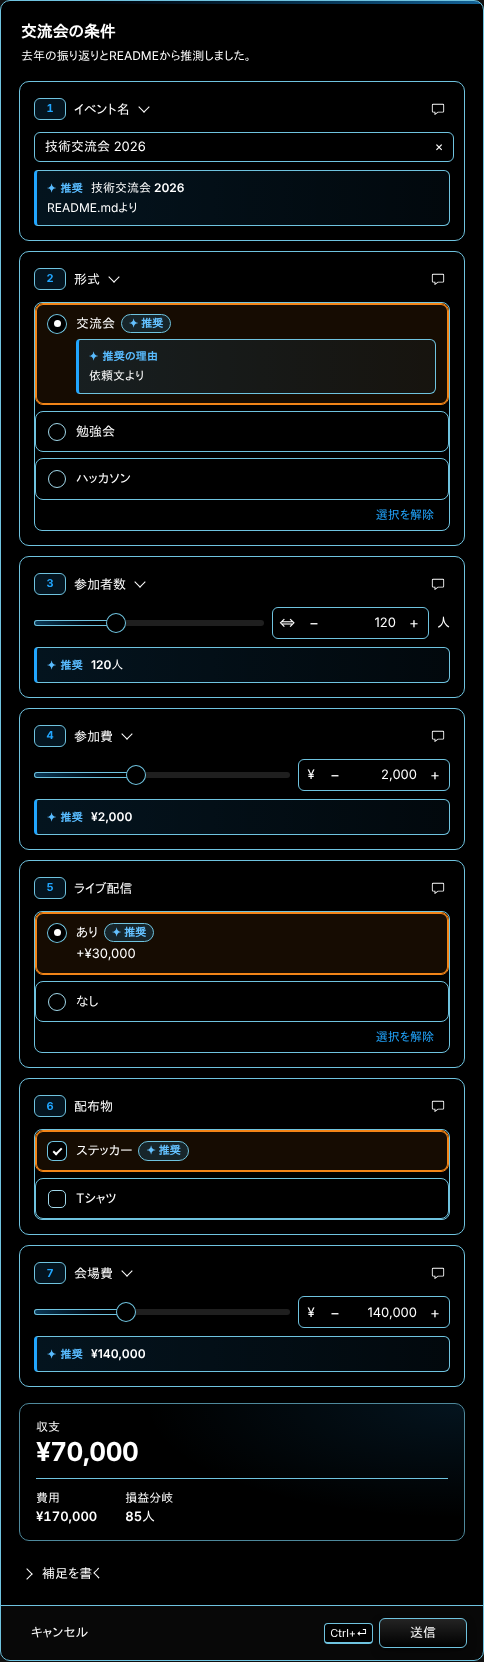 交流会の条件
去年の振り返りとREADMEから推測しました。
1 イベント名
技術交流会 2026 ×
推奨 技術交流会 2026
README.mdより
2 形式
交流会 推奨
推奨の理由
依頼文より
勉強会
ハッカソン
選択を解除
3 参加者数
− 120 + 人
推奨 120人
4 参加費
¥ − 2,000 +
推奨 ¥2,000
5 ライブ配信
あり 推奨
+¥30,000
なし
選択を解除
6 配布物
ステッカー 推奨
Tシャツ
7 会場費
¥ − 140,000 +
推奨 ¥140,000
収支
¥70,000
費用 損益分岐
¥170,000 85人
補足を書く
キャンセル Ctrl+⏎ 送信